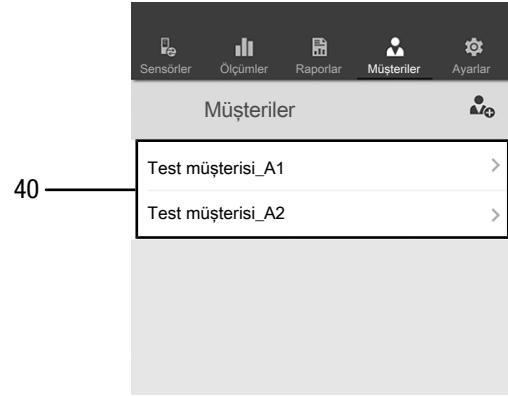 Sensörler Ölçümler Raporlar Müşteriler Ayarlar
Müşteriler
Test müşterisi_A1
40
Test müşterisi_A2